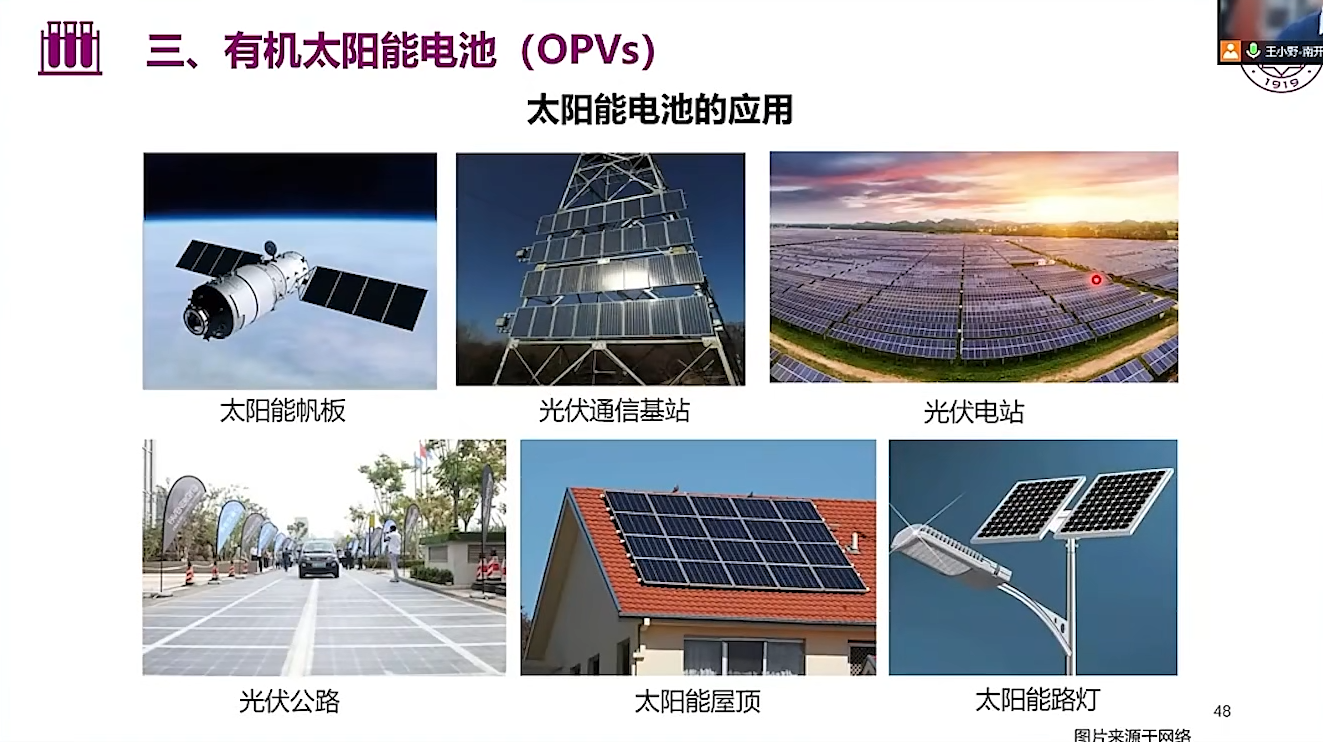 三、有机太阳能电池（OPVs）
王小野-南开
1919
太阳能电池的应用
太阳能帆板
光伏通信基站
光伏电站
光伏公路
太阳能屋顶
太阳能路灯
48
图片来源于网络